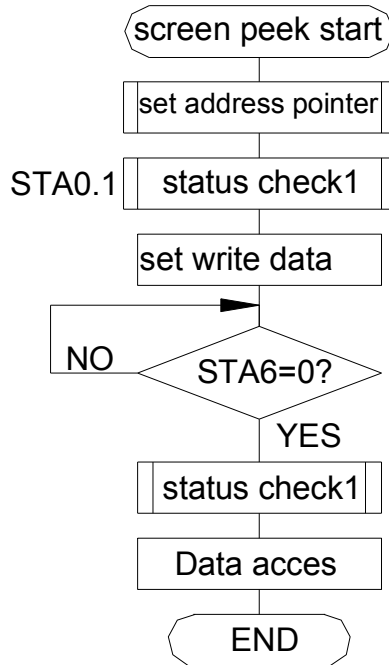 screen peek start
set address pointer
STA0.1
status check1
set write data
NO
STA6=0?
YES
status check1
Data acces
END